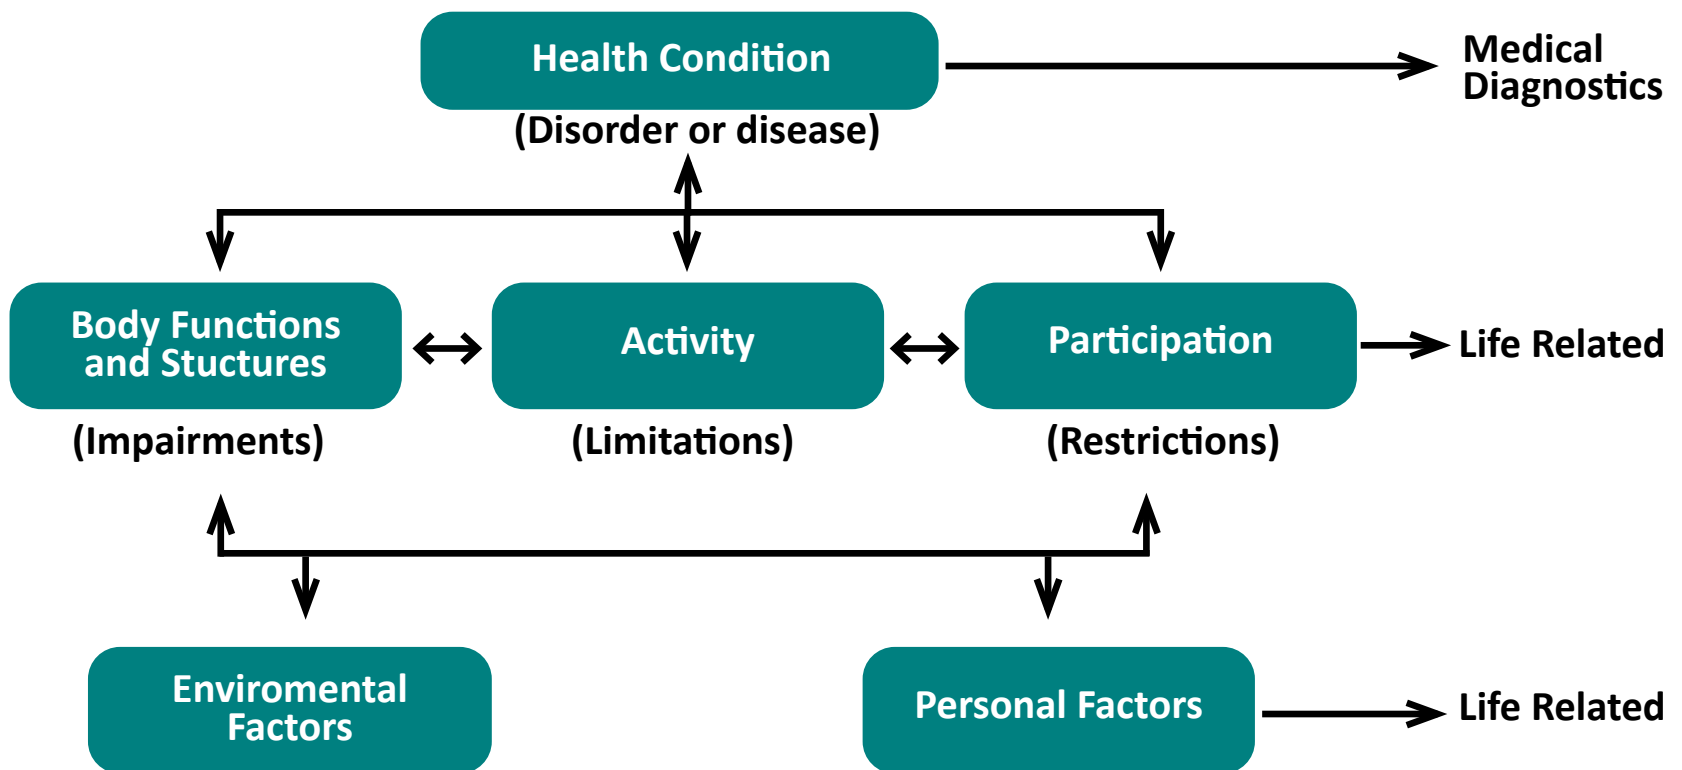 Health Condition
Medical
Diagnostics
(Disorder or disease)
Body Functions
and Stuctures
Activity
Participation
Life Related
(Impairments)
(Limitations)
(Restrictions)
Enviromental
Factors
Personal Factors
Life Related